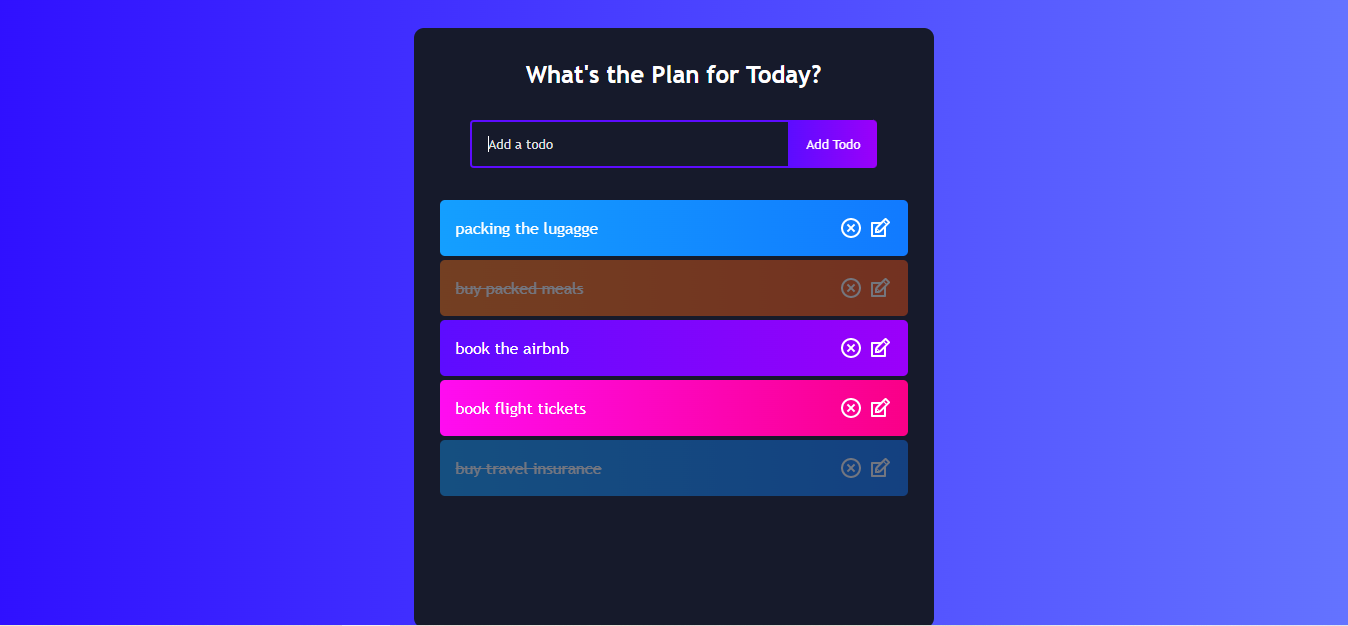 What's the Plan for Today?
Add a todo
Add Todo
packing the lugagge
buy packed meals
book the airbnb
book flight tickets
buy travel insurance